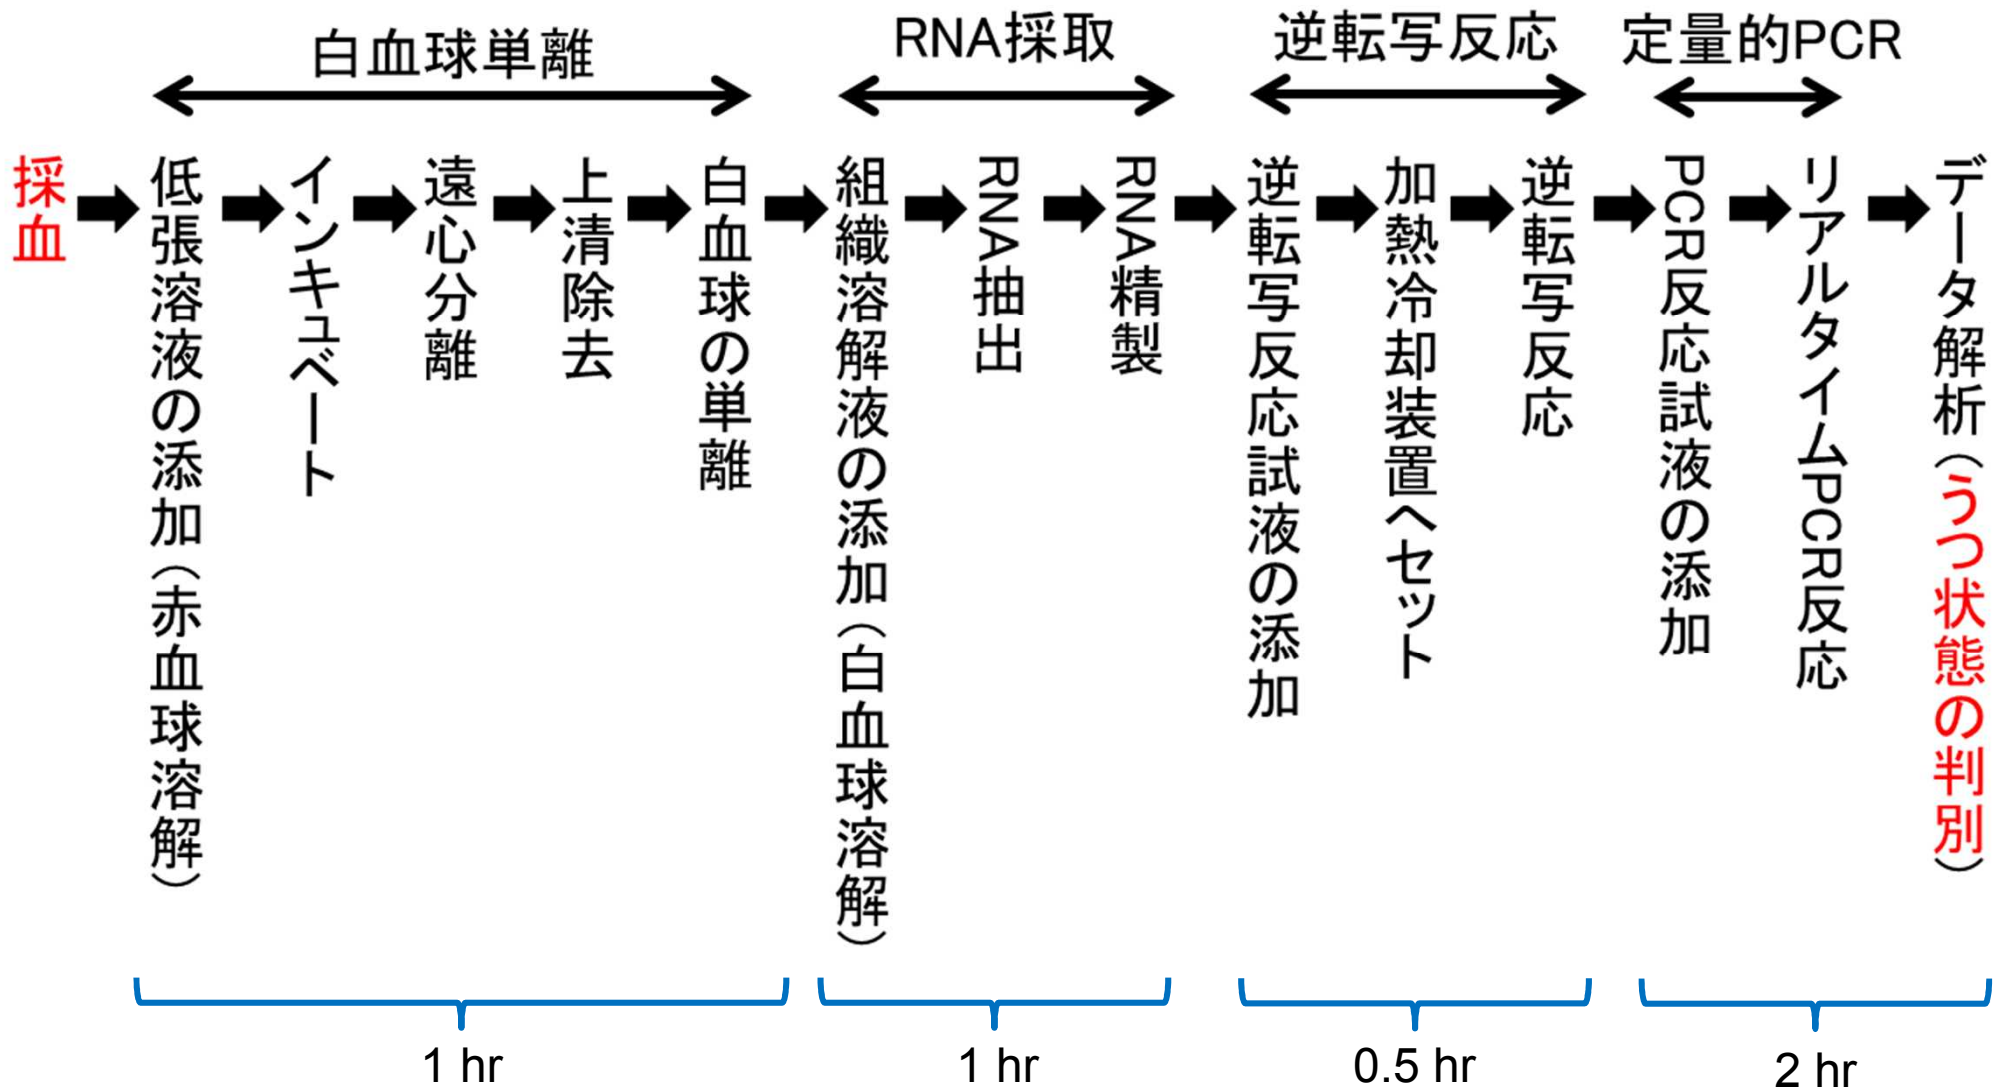 白血球単離
RNA採取
逆転写反応
定量的PCR
採血
低張溶液の添加（赤血球溶解）
インキュベート
遠心分離
上清除去
白血球の単離
組織溶解液の添加（白血球溶解）
RNA抽出
RNA精製
逆転写反応試液の添加
加熱冷却装置へセット
逆転写反応
PCR反応試液の添加
リアルタイムPCR反応
データ解析（うつ状態の判別）
1 hr
1 hr
0.5 hr
2 hr